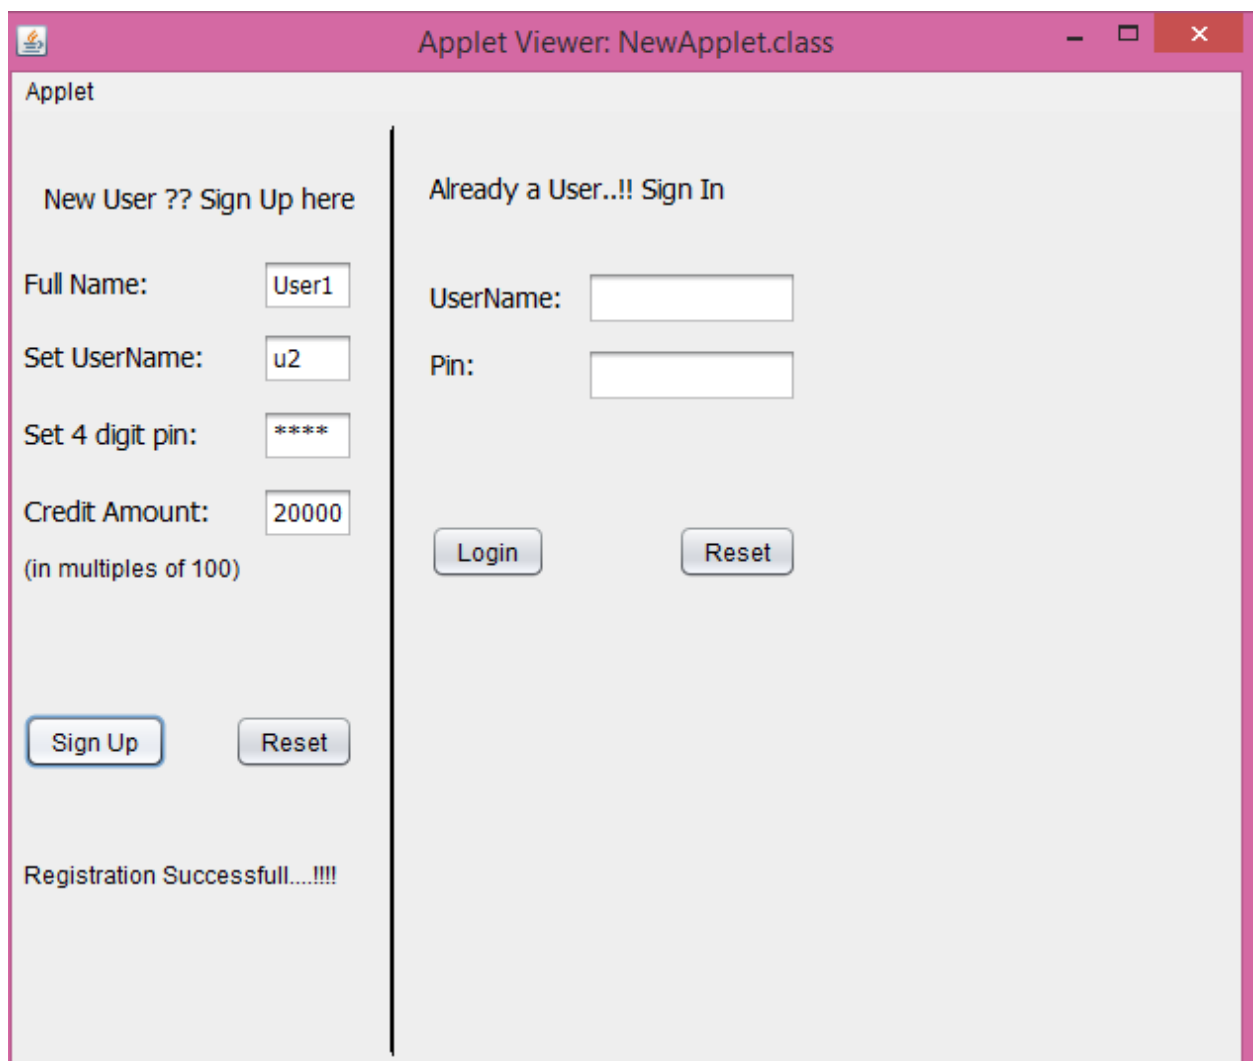 Applet Viewer: NewApplet.class
Applet
New User ?? Sign Up here
Full Name: User1
Set UserName: u2
Set 4 digit pin: ****
Credit Amount: 20000
(in multiples of 100)
Sign Up Reset
Registration Successfull....!!!!
Already a User..!! Sign In
UserName:
Pin:
Login Reset